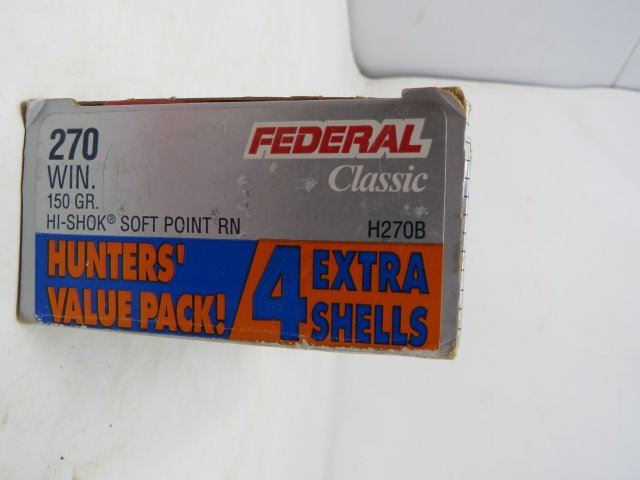 270
WIN.
150 GR.
HI-SHOK® SOFT POINT RN
FEDERAL
Classic
H270B
HUNTERS'
VALUE PACK!
4 EXTRA
SHELLS